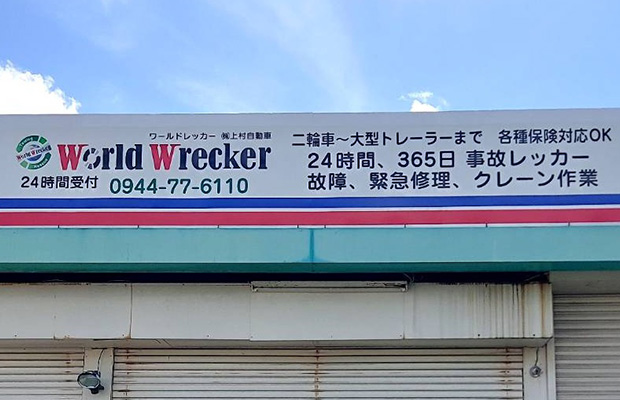 ワールドレッカー ㈲上村自動車
World Wrecker
24時間受付 0944-77-6110
二輪車～大型トレーラーまで 各種保険対応OK
24時間、365日 事故レッカー
故障、緊急修理、クレーン作業